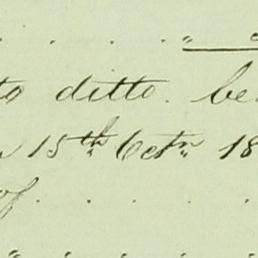 to ditto. be
15th Octr 18
of